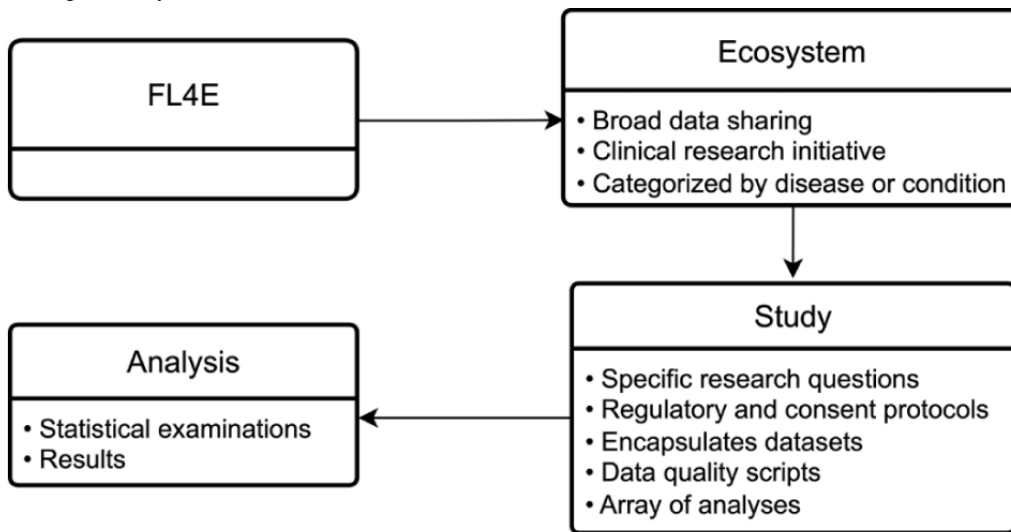 FL4E
Ecosystem
• Broad data sharing
• Clinical research initiative
• Categorized by disease or condition
Study
• Specific research questions
• Regulatory and consent protocols
• Encapsulates datasets
• Data quality scripts
• Array of analyses
Analysis
• Statistical examinations
• Results